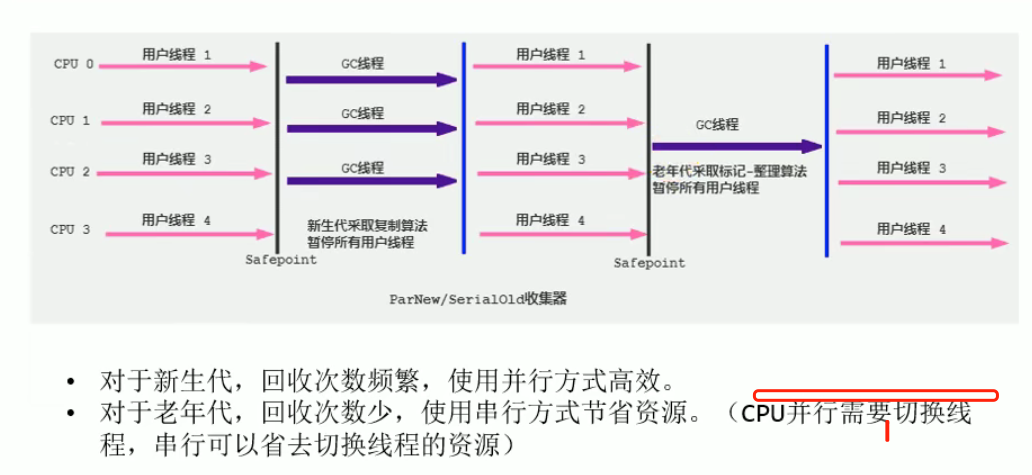 用户线程 1
GC线程
用户线程 1
用户线程 1
CPU 0
用户线程 2
GC线程
用户线程 2
GC线程
用户线程 2
CPU 1
用户线程 3
GC线程
用户线程 3
用户线程 3
CPU 2
老年代采取标记-整理算法
暂停所有用户线程
用户线程 4
用户线程 4
用户线程 4
CPU 3
新生代采取复制算法
暂停所有用户线程
Safepoint
Safepoint
ParNew/SerialOld收集器
• 对于新生代，回收次数频繁，使用并行方式高效。
• 对于老年代，回收次数少，使用串行方式节省资源。（CPU并行需要切换线
程，串行可以省去切换线程的资源）